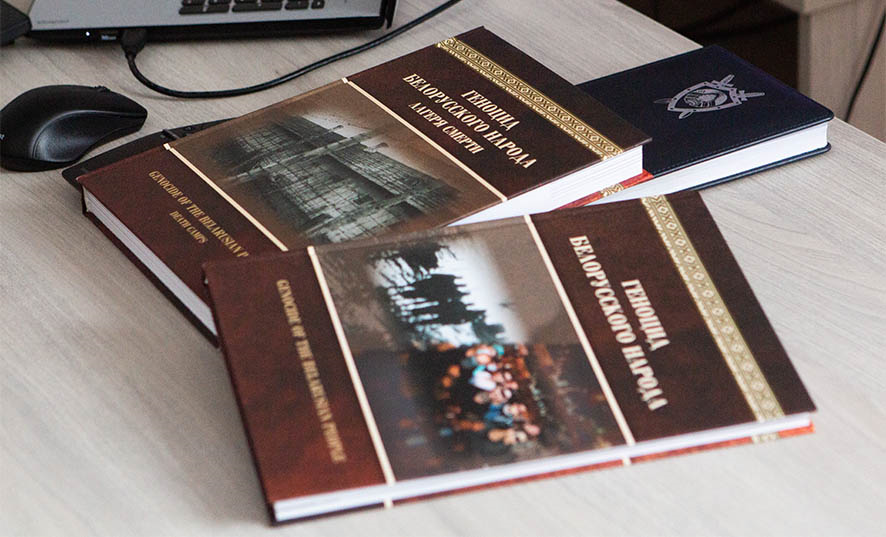 ГЕНОЦИД
БЕЛОРУССКОГО НАРОДА
ЛАГЕРЯ СМЕРТИ
GENOCIDE OF THE BELARUSIAN
DEATH CAMPS
ГЕНОЦИД
БЕЛОРУССКОГО НАРОДА
GENOCIDE OF THE BELARUSIAN PEOPLE